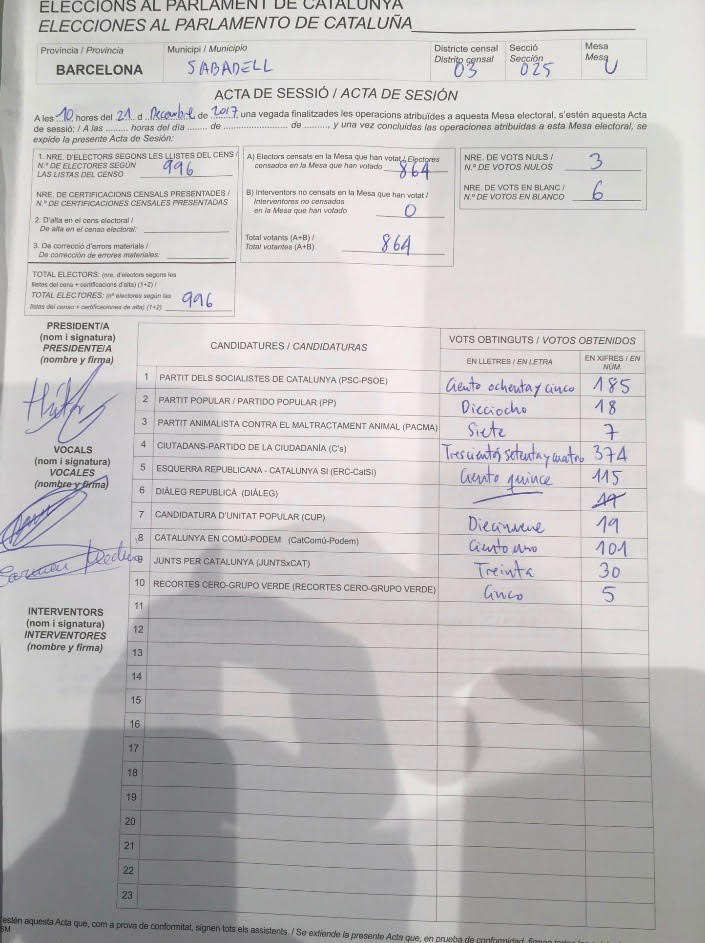 ELECCIONS AL PARLAMENT DE CATALUNYA
ELECCIONES AL PARLAMENTO DE CATALUÑA
Provincia / Provincia
BARCELONA
Municipi / Municipio
SABADELL
Districte censal
Distrito censal
03
Secció
Sección
025
Mesa
Mesa
U
ACTA DE SESSIÓ / ACTA DE SESIÓN
A les 10 hores del 21 d Decembre de 2017, una vegada finalitzades les operacions atribuïdes a aquesta Mesa electoral, s'estén aquesta Acta
de sessió: / A las ......... horas del día ...... de ........................ de ........, y una vez concluidas las operaciones atribuidas a esta Mesa electoral, se
expide la presente Acta de Sesión:
1. NRE. D'ELECTORS SEGONS LES LLISTES DEL CENS /
N.º DE ELECTORES SEGÚN
LAS LISTAS DEL CENSO
996
NRE. DE CERTIFICACIONS CENSALS PRESENTADES /
N.º DE CERTIFICACIONES CENSALES PRESENTADAS
2. D'alta en el cens electoral /
De alta en el censo electoral:
3. De correcció d'errors materials /
De corrección de errores materiales:
TOTAL ELECTORS: (nre. d'electors segons les
llistes del cens + certificacions d'alta) (1+2) /
TOTAL ELECTORES: (nº electores según las
listas del censo + certificaciones de alta) (1+2)
996
A) Electors censats en la Mesa que han votat / Electores
censados en la Mesa que han votado
864
B) Interventors no censats en la Mesa que han votat /
Interventores no censados
en la Mesa que han votado
0
Total votants (A+B) /
Total votantes (A+B)
864
NRE. DE VOTS NULS /
N.º DE VOTOS NULOS
3
NRE. DE VOTS EN BLANC /
N.º DE VOTOS EN BLANCO
6
PRESIDENT/A
(nom i signatura)
PRESIDENTE/A
(nombre y firma)
VOCALS
(nom i signatura)
VOCALES
(nombre y firma)
INTERVENTORS
(nom i signatura)
INTERVENTORES
(nombre y firma)
CANDIDATURES / CANDIDATURAS
VOTS OBTINGUTS / VOTOS OBTENIDOS
EN LLETRES / EN LETRA
EN XIFRES / EN
NÚM.
1 PARTIT DELS SOCIALISTES DE CATALUNYA (PSC-PSOE) Ciento ochenta y cinco 185
2 PARTIT POPULAR / PARTIDO POPULAR (PP) Dieciocho 18
3 PARTIT ANIMALISTA CONTRA EL MALTRACTAMENT ANIMAL (PACMA) Siete 7
4 CIUTADANS-PARTIDO DE LA CIUDADANÍA (C's) Trescientos setenta y cuatro 374
5 ESQUERRA REPUBLICANA - CATALUNYA SI (ERC-CatSí) Ciento quince 115
6 DIÀLEG REPUBLICÀ (DIÀLEG) 19
7 CANDIDATURA D'UNITAT POPULAR (CUP) Diecinueve 19
8 CATALUNYA EN COMÚ-PODEM (CatComú-Podem) Ciento uno 101
9 JUNTS PER CATALUNYA (JUNTSxCAT) Treinta 30
10 RECORTES CERO-GRUPO VERDE (RECORTES CERO-GRUPO VERDE) Cinco 5
11
12
13
14
15
16
17
18
19
20
21
22
23
estén aquesta Acta que, com a prova de conformitat, signen tots els assistents. / Se extiende la presente Acta que, en prueba de conformidad, firman